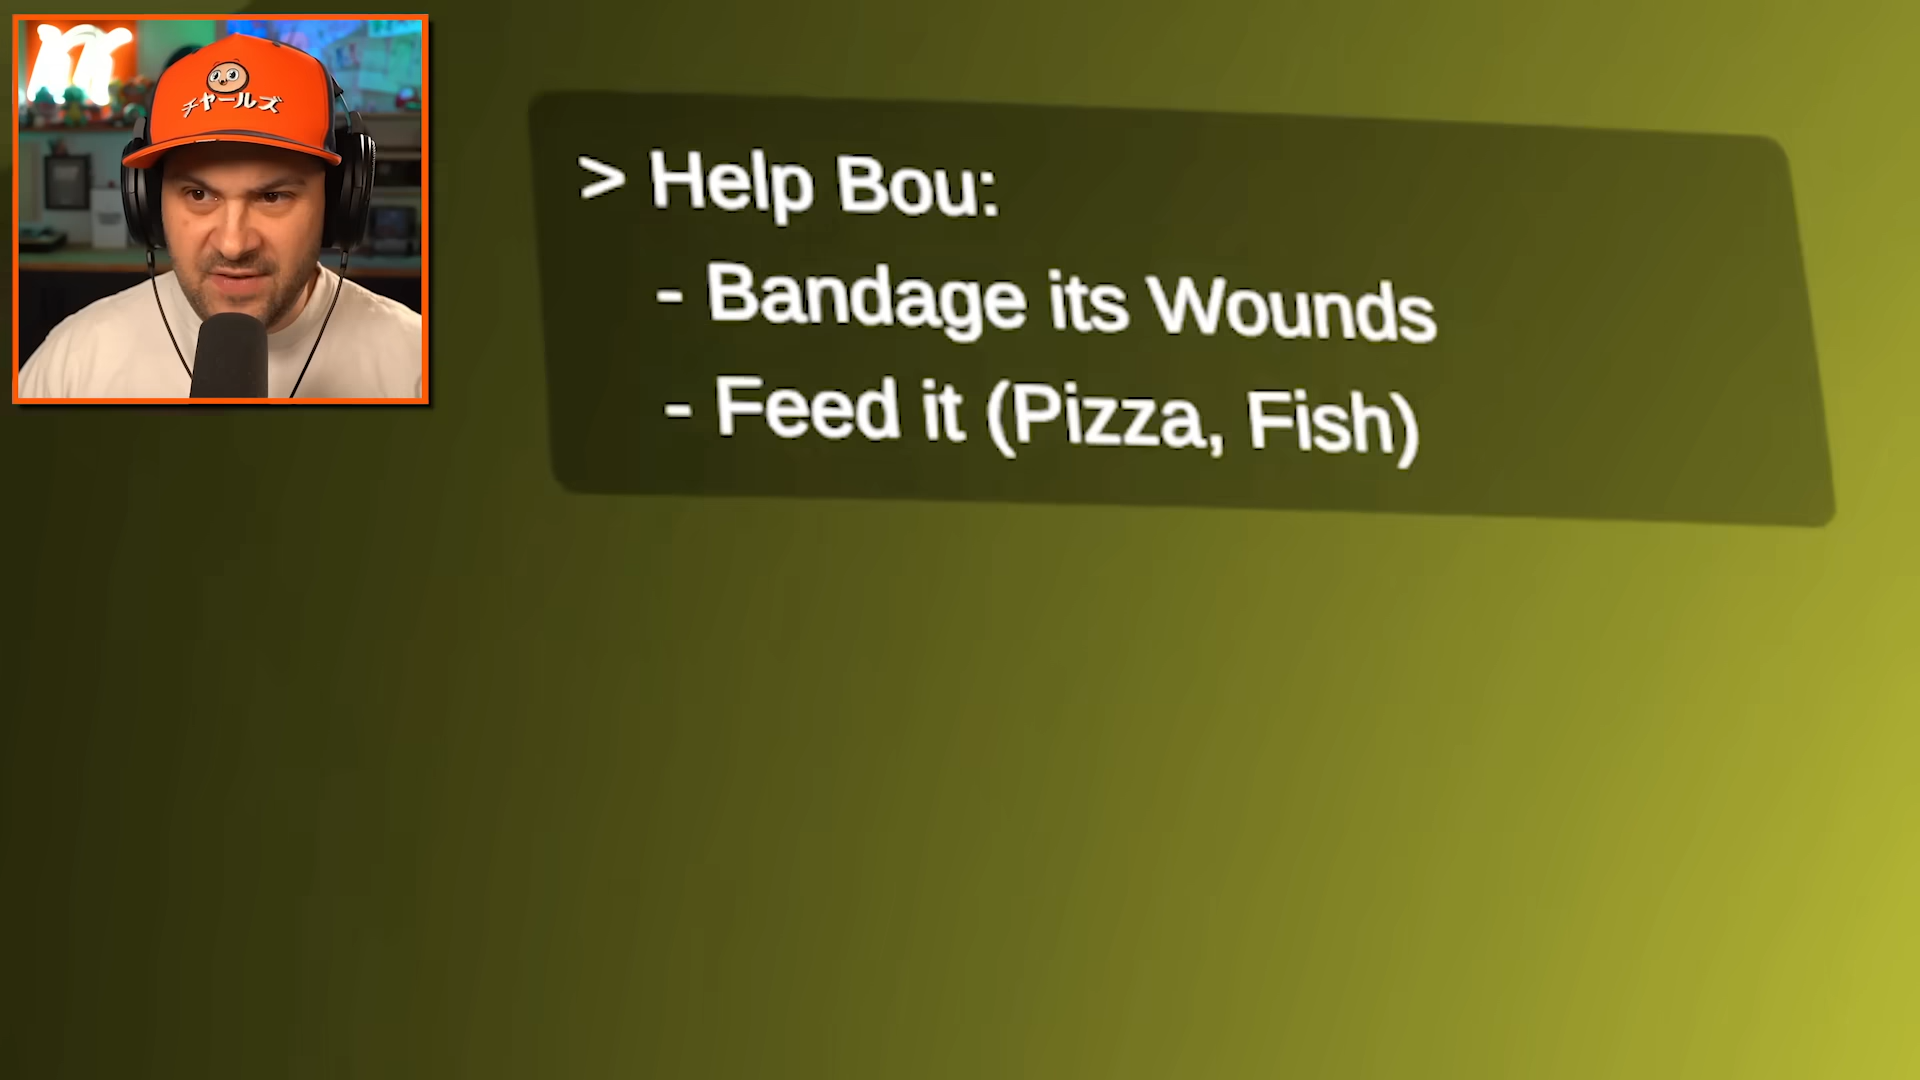 チャールズ
> Help Bou:
- Bandage its Wounds
- Feed it (Pizza, Fish)